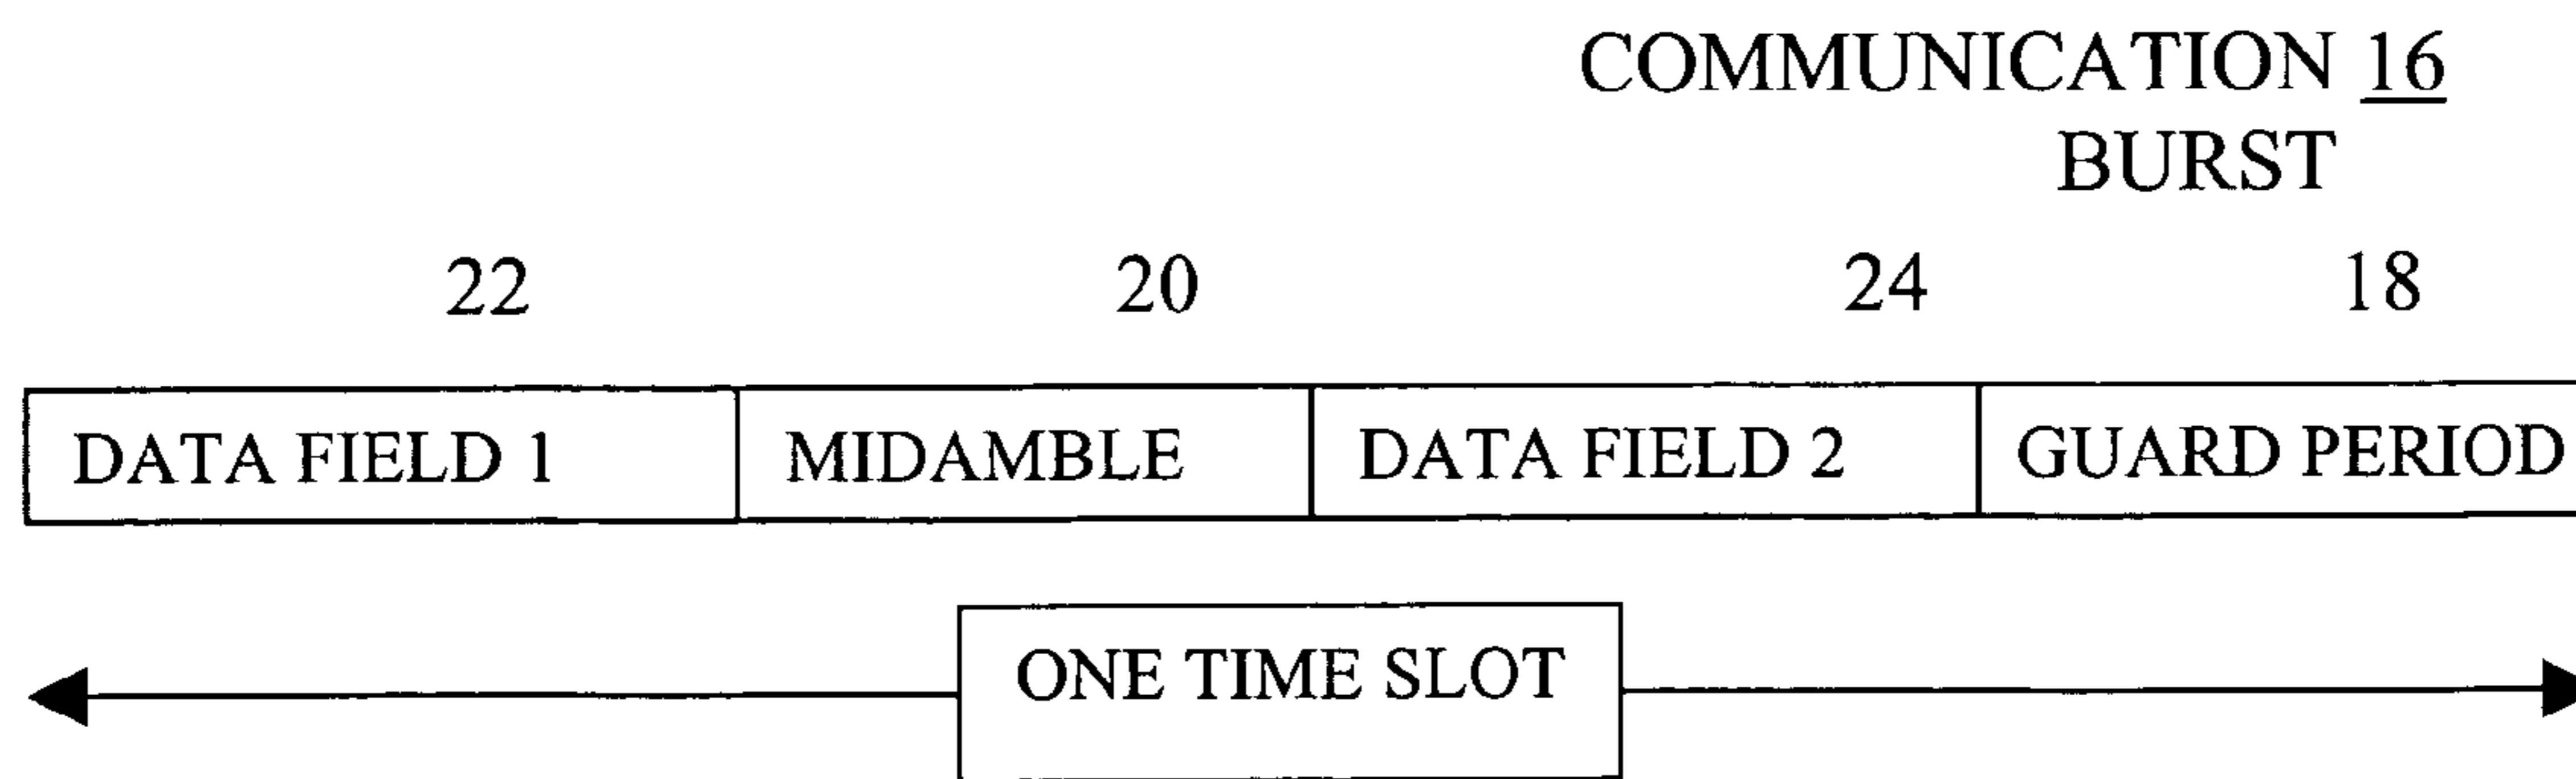 COMMUNICATION 16
BURST
22 20 24 18
DATA FIELD 1 MIDAMBLE DATA FIELD 2 GUARD PERIOD
ONE TIME SLOT